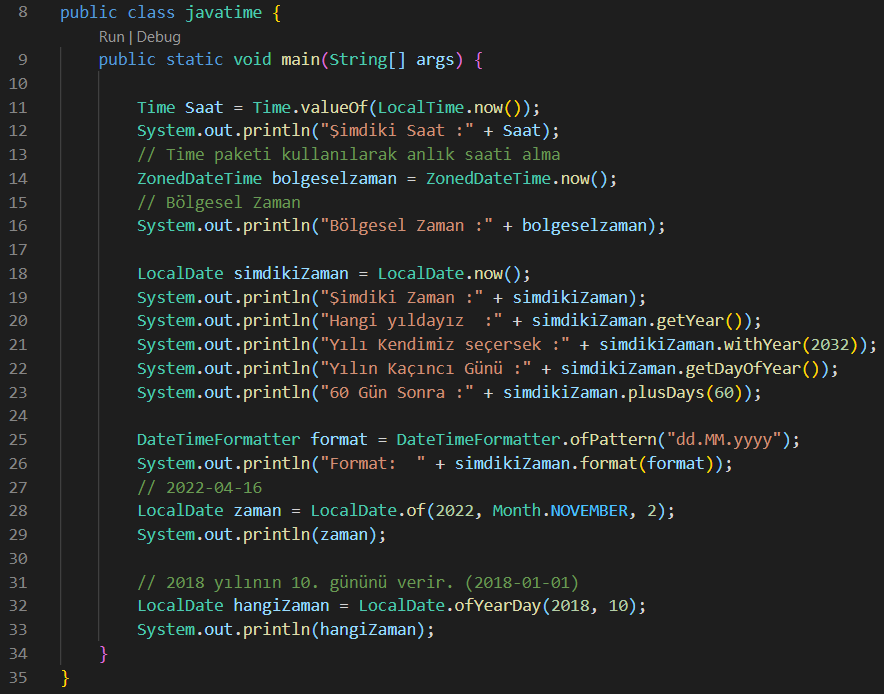 8 public class javatime {
Run | Debug
9 public static void main(String[] args) {
10
11 Time Saat = Time.valueOf(LocalTime.now());
12 System.out.println("Şimdiki Saat :" + Saat);
13 // Time paketi kullanılarak anlık saati alma
14 ZonedDateTime bolgeselzaman = ZonedDateTime.now();
15 // Bölgesel Zaman
16 System.out.println("Bölgesel Zaman :" + bolgeselzaman);
17
18 LocalDate simdikiZaman = LocalDate.now();
19 System.out.println("Şimdiki Zaman :" + simdikiZaman);
20 System.out.println("Hangi yıldayız  :" + simdikiZaman.getYear());
21 System.out.println("Yılı Kendimiz seçersek :" + simdikiZaman.withYear(2032));
22 System.out.println("Yılın Kaçıncı Günü :" + simdikiZaman.getDayOfYear());
23 System.out.println("60 Gün Sonra :" + simdikiZaman.plusDays(60));
24
25 DateTimeFormatter format = DateTimeFormatter.ofPattern("dd.MM.yyyy");
26 System.out.println("Format:  " + simdikiZaman.format(format));
27 // 2022-04-16
28 LocalDate zaman = LocalDate.of(2022, Month.NOVEMBER, 2);
29 System.out.println(zaman);
30
31 // 2018 yılının 10. gününü verir. (2018-01-01)
32 LocalDate hangiZaman = LocalDate.ofYearDay(2018, 10);
33 System.out.println(hangiZaman);
34 }
35 }